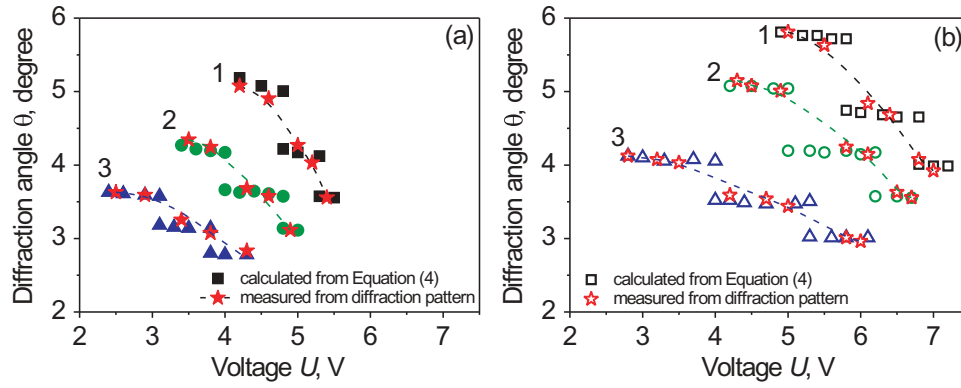 6
5
4
3
2
Diffraction angle θ, degree
(a)
1
2
3
calculated from Equation (4)
measured from diffraction pattern
2 3 4 5 6 7
Voltage U, V
6
5
4
3
2
Diffraction angle θ, degree
(b)
1
2
3
calculated from Equation (4)
measured from diffraction pattern
2 3 4 5 6 7
Voltage U, V